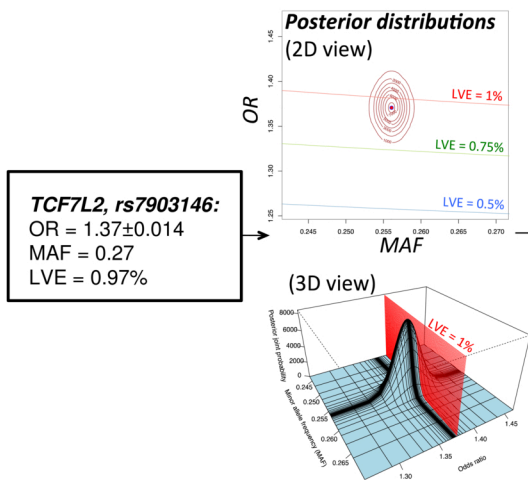 Posterior distributions
(2D view)
OR
1.45
1.40
1.35
1.30
1.25
LVE = 1%
LVE = 0.75%
LVE = 0.5%
0.245
0.250
0.255
0.260
0.265
0.270
MAF
TCF7L2, rs7903146:
OR = 1.37±0.014
MAF = 0.27
LVE = 0.97%
(3D view)
LVE = 1%
Posterior joint probability
8000
6000
4000
2000
0
0.245
0.250
0.255
0.260
0.265
Minor allele frequency (MAF)
1.30
1.35
1.40
1.45
Odds ratio